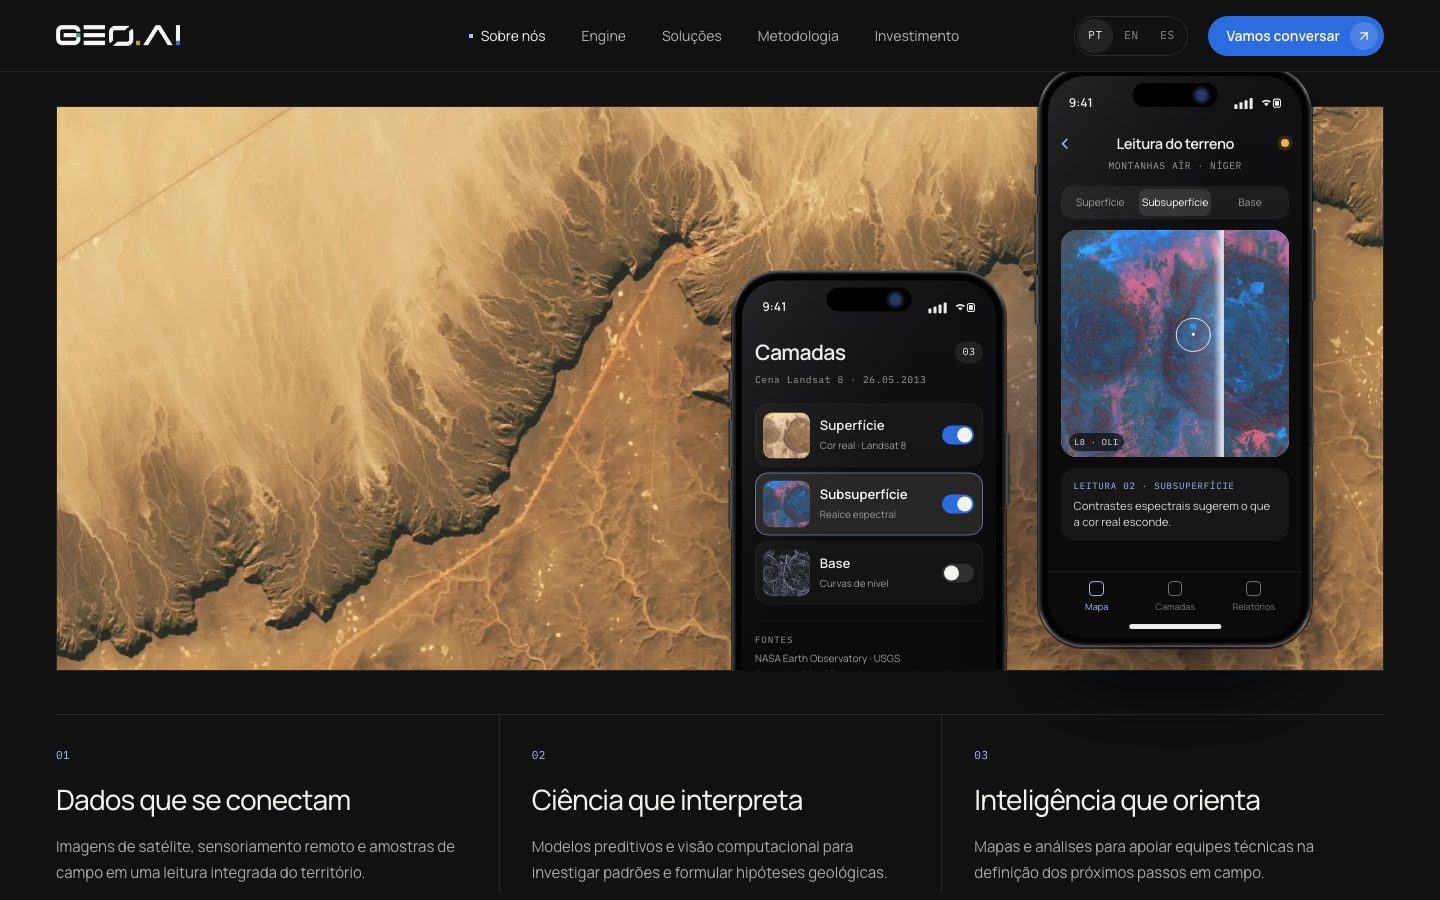 GEO.AI
Sobre nós
Engine
Soluções
Metodologia
Investimento
PT
EN
ES
Vamos conversar
9:41
Leitura do terreno
MONTANHAS AÏR · NÍGER
Superfície
Subsuperfície
Base
L8 · OLI
LEITURA 02 · SUBSUPERFÍCIE
Contrastes espectrais sugerem o que
a cor real esconde.
Mapa
Camadas
Relatórios
9:41
Camadas
03
Cena Landsat 8 · 26.05.2013
Superfície
Cor real · Landsat 8
Subsuperfície
Realce espectral
Base
Curvas de nível
FONTES
NASA Earth Observatory · USGS
01
Dados que se conectam
Imagens de satélite, sensoriamento remoto e amostras de
campo em uma leitura integrada do território.
02
Ciência que interpreta
Modelos preditivos e visão computacional para
investigar padrões e formular hipóteses geológicas.
03
Inteligência que orienta
Mapas e análises para apoiar equipes técnicas na
definição dos próximos passos em campo.